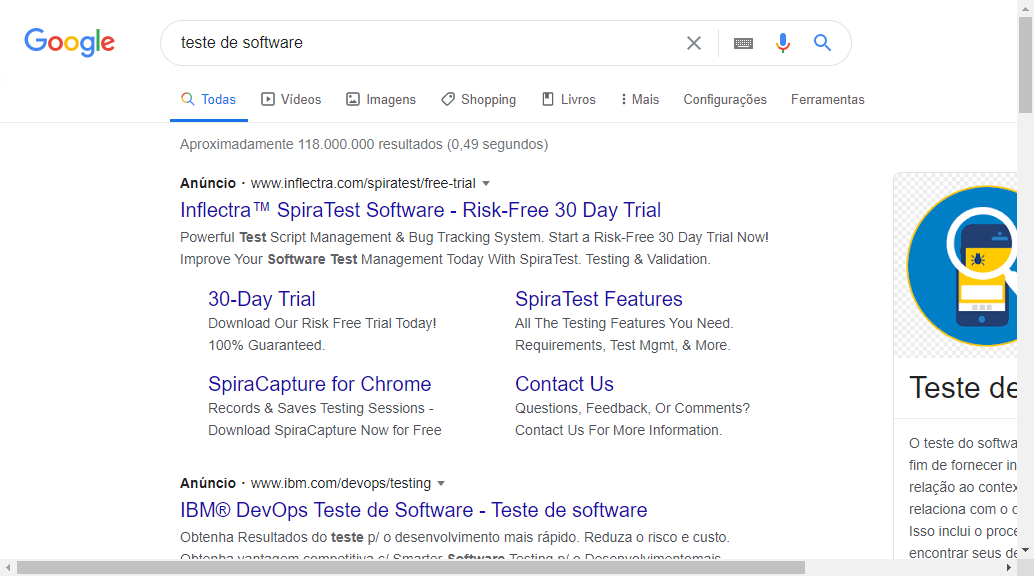 Google
teste de software
Todas Vídeos Imagens Shopping Livros Mais Configurações Ferramentas
Aproximadamente 118.000.000 resultados (0,49 segundos)
Anúncio · www.inflectra.com/spiratest/free-trial
Inflectra™ SpiraTest Software - Risk-Free 30 Day Trial
Powerful Test Script Management & Bug Tracking System. Start a Risk-Free 30 Day Trial Now!
Improve Your Software Test Management Today With SpiraTest. Testing & Validation.
30-Day Trial
Download Our Risk Free Trial Today!
100% Guaranteed.
SpiraTest Features
All The Testing Features You Need.
Requirements, Test Mgmt, & More.
SpiraCapture for Chrome
Records & Saves Testing Sessions -
Download SpiraCapture Now for Free
Contact Us
Questions, Feedback, Or Comments?
Contact Us For More Information.
Anúncio · www.ibm.com/devops/testing
IBM® DevOps Teste de Software - Teste de software
Obtenha Resultados do teste p/ o desenvolvimento mais rápido. Reduza o risco e custo.
Obtenha vantagem competitiva c/ Smarter Software Testing p/ o Desenvolvimentomais
Teste de
O teste do softwa
fim de fornecer in
relação ao contex
relaciona com o c
Isso inclui o proce
encontrar seus de